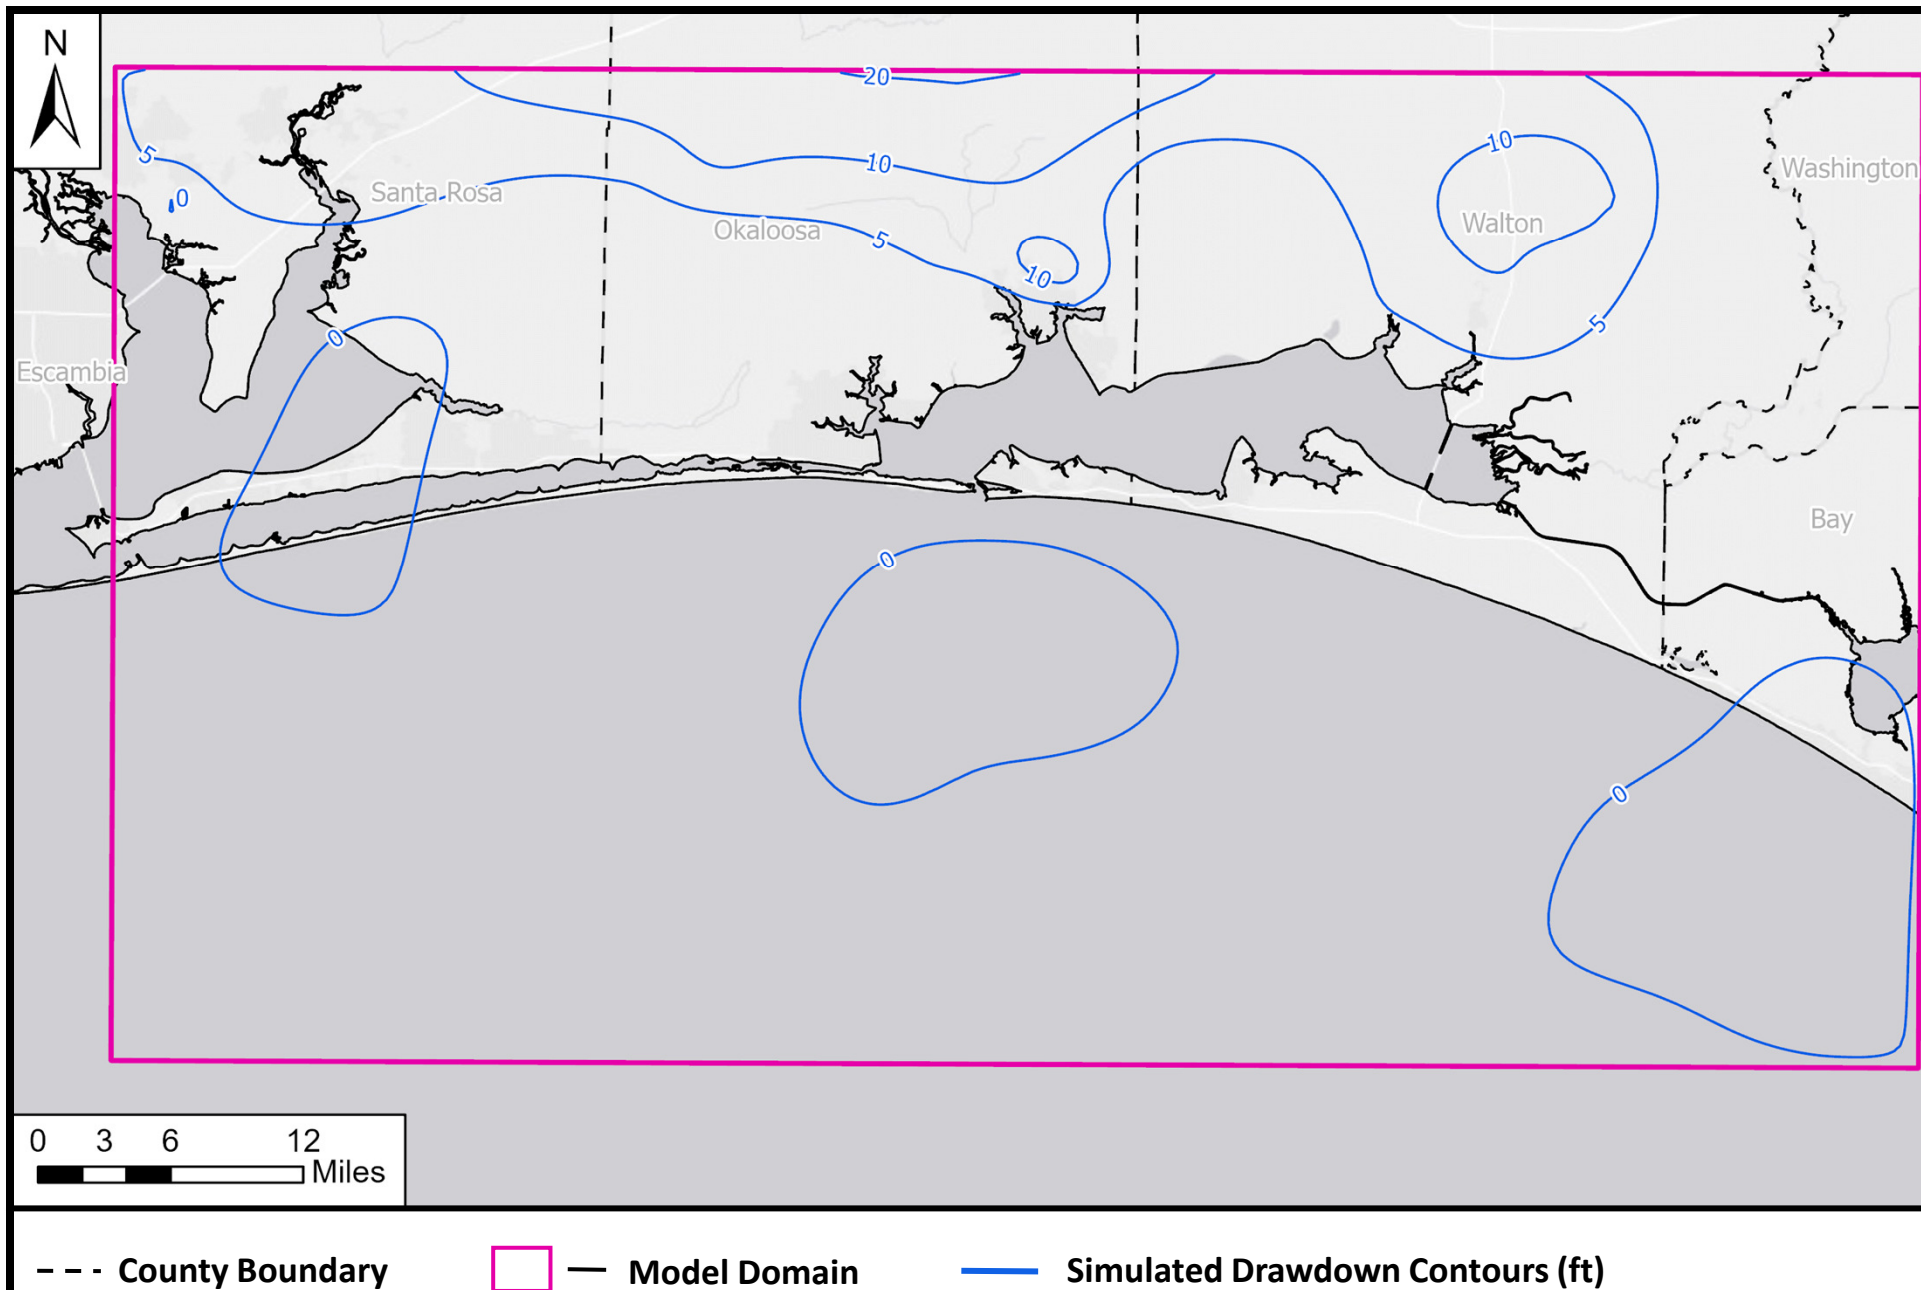 N
20
5
10
10
Washington
0
Santa Rosa
Okaloosa
Walton
5
10
5
0
Escambia
Bay
0
0
0 3 6 12
Miles
County Boundary
Model Domain
Simulated Drawdown Contours (ft)